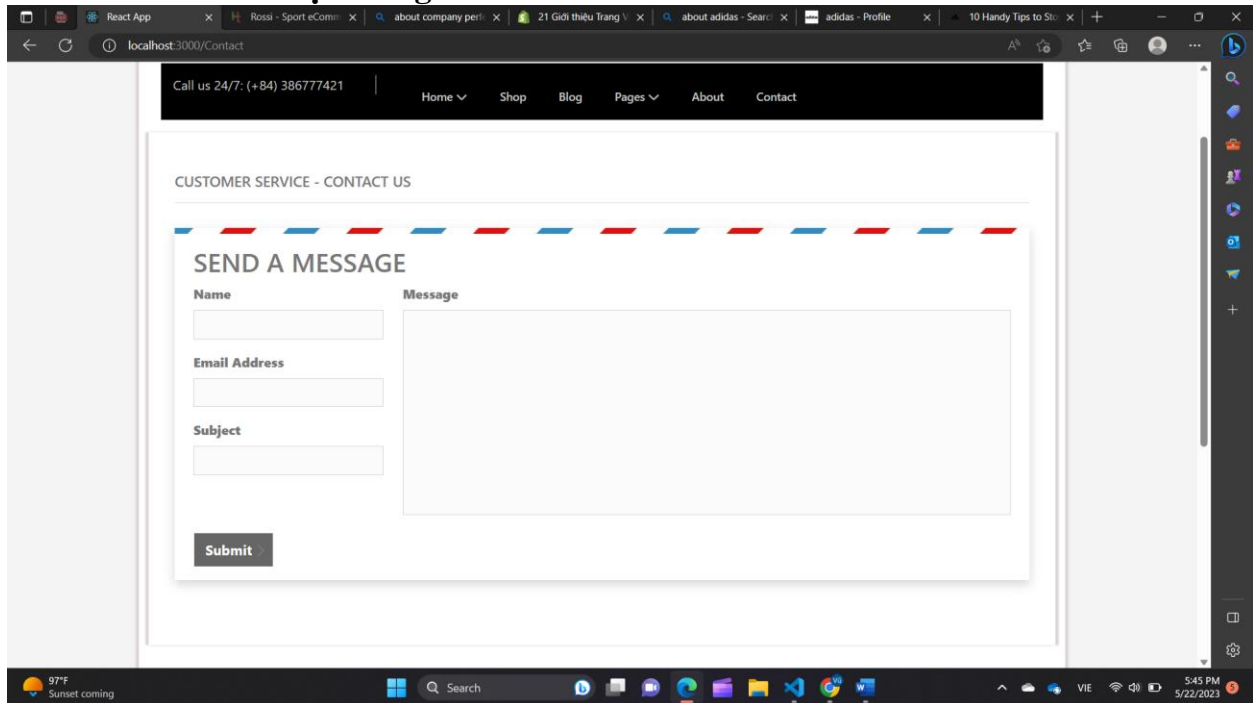 React App
Rossi - Sport eComm
about company perfo
21 Giới thiệu Trang V
about adidas - Searc
adidas - Profile
10 Handy Tips to Sto
localhost:3000/Contact
Call us 24/7: (+84) 386777421
Home
Shop
Blog
Pages
About
Contact
CUSTOMER SERVICE - CONTACT US
SEND A MESSAGE
Name
Message
Email Address
Subject
Submit
97°F
Sunset coming
Search
VIE
5:45 PM
5/22/2023
5